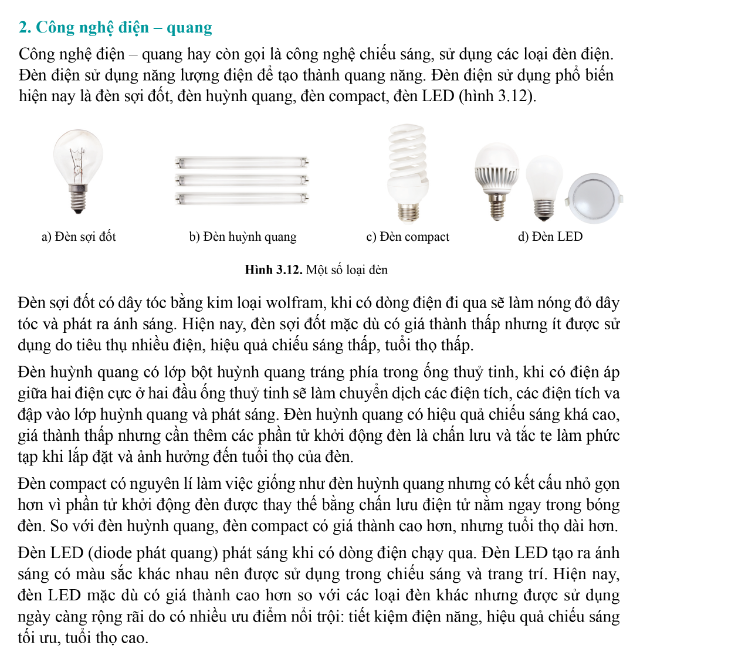 2. Công nghệ điện – quang
Công nghệ điện – quang hay còn gọi là công nghệ chiếu sáng, sử dụng các loại đèn điện.
Đèn điện sử dụng năng lượng điện để tạo thành quang năng. Đèn điện sử dụng phổ biến
hiện nay là đèn sợi đốt, đèn huỳnh quang, đèn compact, đèn LED (hình 3.12).
a) Đèn sợi đốt
b) Đèn huỳnh quang
c) Đèn compact
d) Đèn LED
Hình 3.12. Một số loại đèn
Đèn sợi đốt có dây tóc bằng kim loại wolfram, khi có dòng điện đi qua sẽ làm nóng đỏ dây
tóc và phát ra ánh sáng. Hiện nay, đèn sợi đốt mặc dù có giá thành thấp nhưng ít được sử
dụng do tiêu thụ nhiều điện, hiệu quả chiếu sáng thấp, tuổi thọ thấp.
Đèn huỳnh quang có lớp bột huỳnh quang tráng phía trong ống thuỷ tinh, khi có điện áp
giữa hai điện cực ở hai đầu ống thuỷ tinh sẽ làm chuyển dịch các điện tích, các điện tích va
đập vào lớp huỳnh quang và phát sáng. Đèn huỳnh quang có hiệu quả chiếu sáng khá cao,
giá thành thấp nhưng cần thêm các phần tử khởi động đèn là chấn lưu và tắc te làm phức
tạp khi lắp đặt và ảnh hưởng đến tuổi thọ của đèn.
Đèn compact có nguyên lí làm việc giống như đèn huỳnh quang nhưng có kết cấu nhỏ gọn
hơn vì phần tử khởi động đèn được thay thế bằng chấn lưu điện tử nằm ngay trong bóng
đèn. So với đèn huỳnh quang, đèn compact có giá thành cao hơn, nhưng tuổi thọ dài hơn.
Đèn LED (diode phát quang) phát sáng khi có dòng điện chạy qua. Đèn LED tạo ra ánh
sáng có màu sắc khác nhau nên được sử dụng trong chiếu sáng và trang trí. Hiện nay,
đèn LED mặc dù có giá thành cao hơn so với các loại đèn khác nhưng được sử dụng
ngày càng rộng rãi do có nhiều ưu điểm nổi trội: tiết kiệm điện năng, hiệu quả chiếu sáng
tối ưu, tuổi thọ cao.